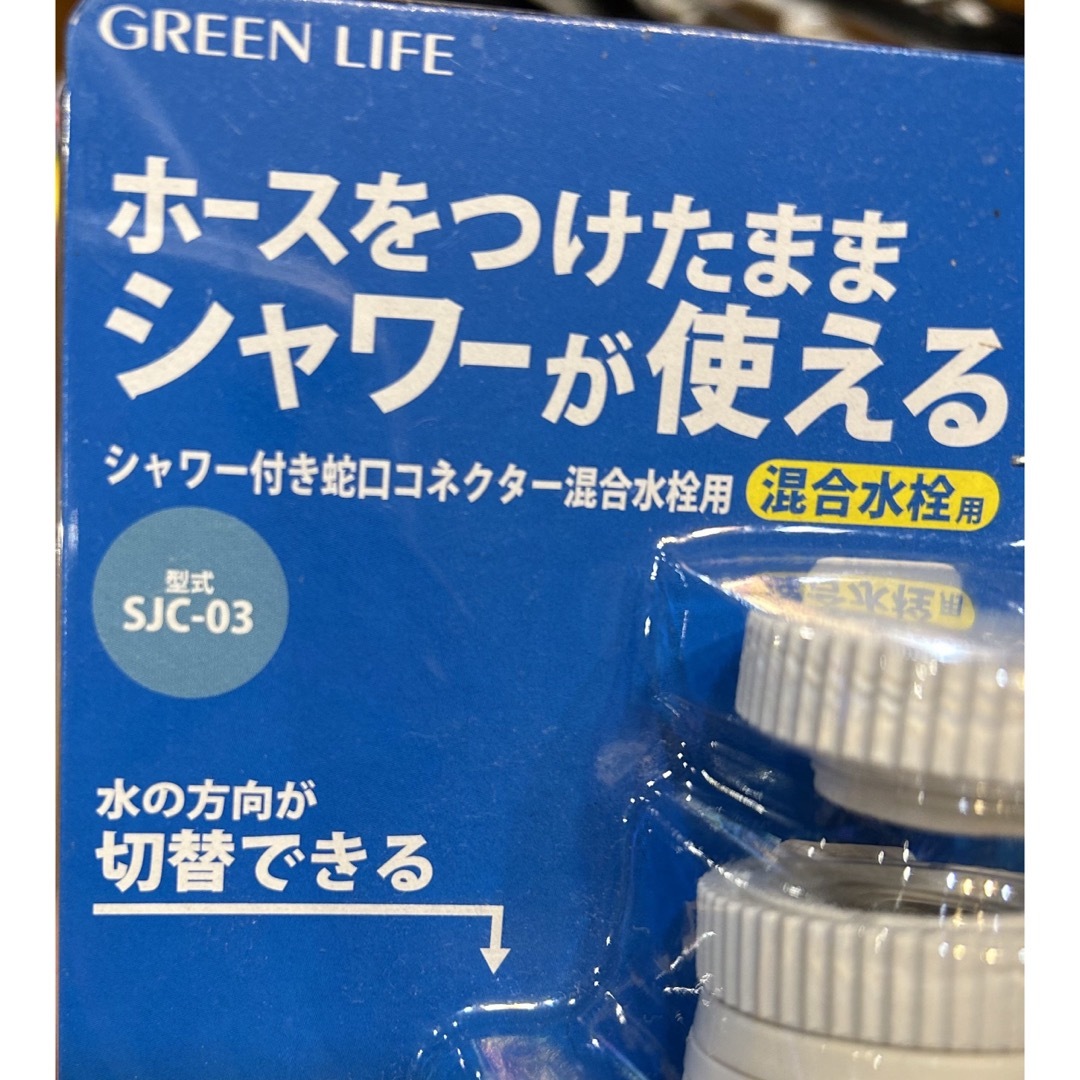 GREEN LIFE
ホースをつけたまま
シャワーが使える
シャワー付き蛇口コネクター混合水栓用 混合水栓用
型式
SJC-03
水の方向が
切替できる